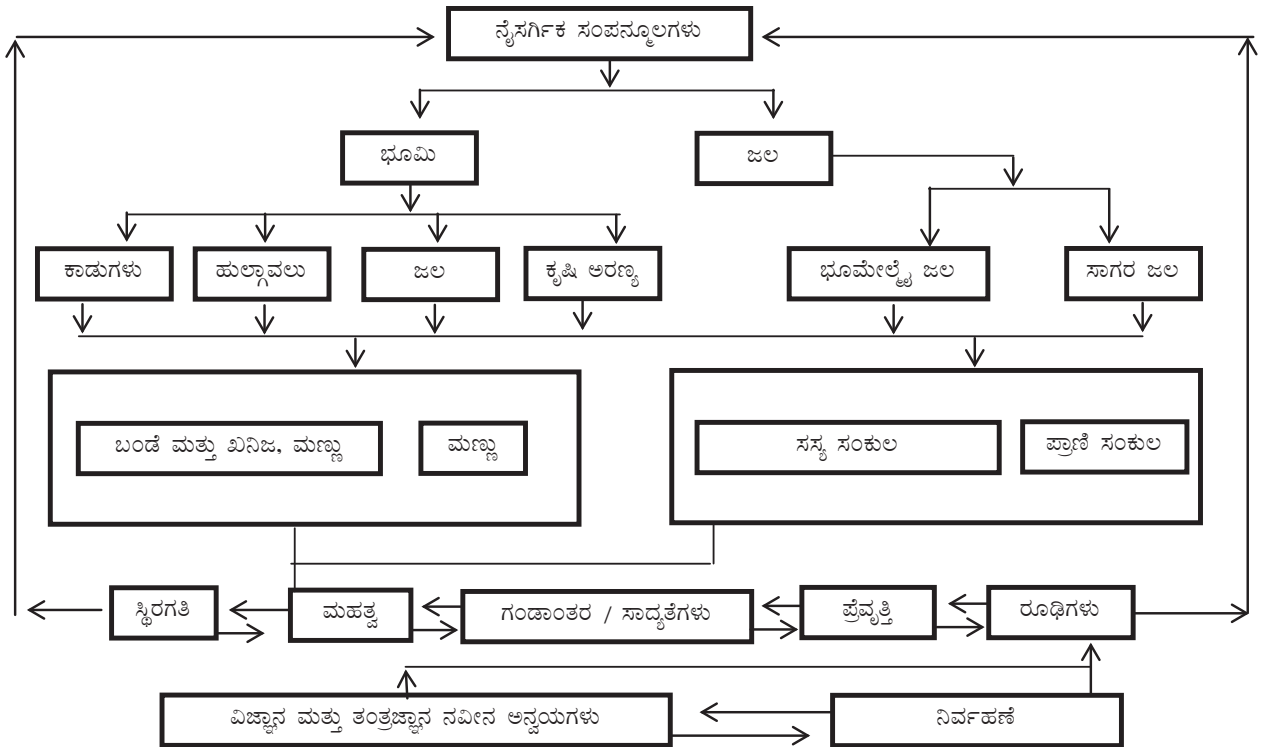 ನೈಸರ್ಗಿಕ ಸಂಪನ್ಮೂಲಗಳು
ಭೂಮಿ
ಜಲ
ಕಾಡುಗಳು
ಹುಲ್ಗಾವಲು
ಜಲ
ಕೃಷಿ ಅರಣ್ಯ
ಭೂಮೇಲ್ಮೈ ಜಲ
ಸಾಗರ ಜಲ
ಬಂಡೆ ಮತ್ತು ಖನಿಜ, ಮಣ್ಣು
ಮಣ್ಣು
ಸಸ್ಯ ಸಂಕುಲ
ಪ್ರಾಣಿ ಸಂಕುಲ
ಸ್ಥಿರಗತಿ
ಮಹತ್ವ
ಗಂಡಾಂತರ / ಸಾದ್ಯತೆಗಳು
ಪ್ರೆವೃತ್ತಿ
ರೂಢಿಗಳು
ವಿಜ್ಞಾನ ಮತ್ತು ತಂತ್ರಜ್ಞಾನ ನವೀನ ಅನ್ವಯಗಳು
ನಿರ್ವಹಣೆ